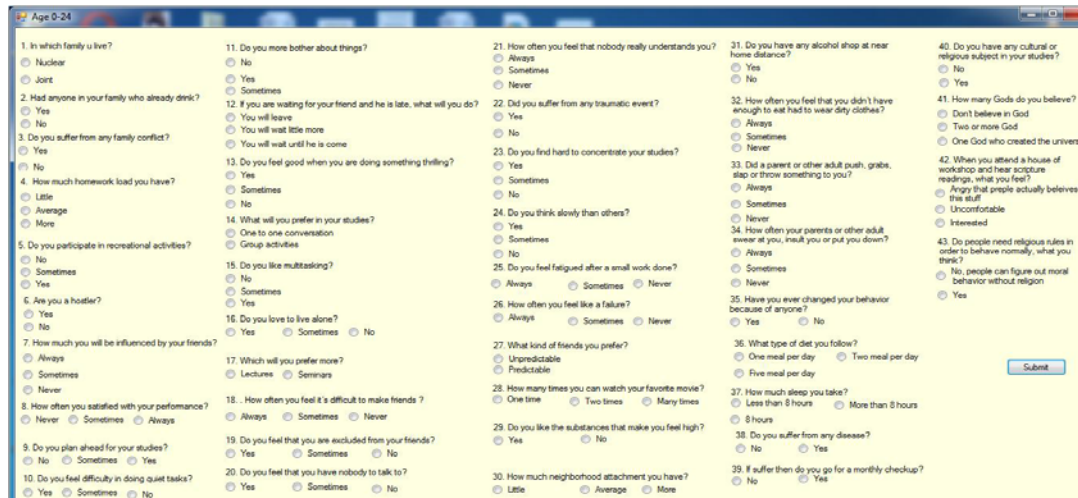 Age 0-24
1. In which family u live?
Nuclear
Joint
2. Had anyone in your family who already drink?
Yes
No
3. Do you suffer from any family conflict?
Yes
No
4. How much homework load you have?
Little
Average
More
5. Do you participate in recreational activities?
No
Sometimes
Yes
6. Are you a hostler?
Yes
No
7. How much you will be influenced by your friends?
Always
Sometimes
Never
8. How often you satisfied with your performance?
Never Sometimes Always
9. Do you plan ahead for your studies?
No Sometimes Yes
10. Do you feel difficulty in doing quiet tasks?
Yes Sometimes No
11. Do you more bother about things?
No
Yes
Sometimes
12. If you are waiting for your friend and he is late, what will you do?
You will leave
You will wait little more
You will wait until he is come
13. Do you feel good when you are doing something thrilling?
Yes
Sometimes
No
14. What will you prefer in your studies?
One to one conversation
Group activities
15. Do you like multitasking?
No
Sometimes
Yes
16. Do you love to live alone?
Yes Sometimes No
17. Which will you prefer more?
Lectures Seminars
18. . How often you feel it´s difficult to make friends ?
Always Sometimes Never
19. Do you feel that you are excluded from your friends?
Yes Sometimes No
20. Do you feel that you have nobody to talk to?
Yes Sometimes No
21. How often you feel that nobody really understands you?
Always
Sometimes
Never
22. Did you suffer from any traumatic event?
Yes
No
23. Do you find hard to concentrate your studies?
Yes
Sometimes
No
24. Do you think slowly than others?
Yes
Sometimes
No
25. Do you feel fatigued after a small work done?
Always Sometimes Never
26. How often you feel like a failure?
Always Sometimes Never
27. What kind of friends you prefer?
Unpredictable
Predictable
28. How many times you can watch your favorite movie?
One time Two times Many times
29. Do you like the substances that make you feel high?
Yes No
30. How much neighborhood attachment you have?
Little Average More
31. Do you have any alcohol shop at near
home distance?
Yes
No
32. How often you feel that you didn't have
enough to eat had to wear dirty clothes?
Always
Sometimes
Never
33. Did a parent or other adult push, grabs,
slap or throw something to you?
Always
Sometimes
Never
34. How often your parents or other adult
swear at you, insult you or put you down?
Always
Sometimes
Never
35. Have you ever changed your behavior
because of anyone?
Yes No
36. What type of diet you follow?
One meal per day Two meal per day
Five meal per day
37. How much sleep you take?
Less than 8 hours More than 8 hours
8 hours
38. Do you suffer from any disease?
No Yes
39. If suffer then do you go for a monthly checkup?
No Yes
40. Do you have any cultural or
religious subject in your studies?
No
Yes
41. How many Gods do you believe?
Don't believe in God
Two or more God
One God who created the univers
42. When you attend a house of
workshop and hear scripture
readings, what you feel?
Angry that preple actually beleives
this stuff
Uncomfortable
Interested
43. Do people need religious rules in
order to behave normally, what you
think?
No, people can figure out moral
behavior without religion
Yes
Submit